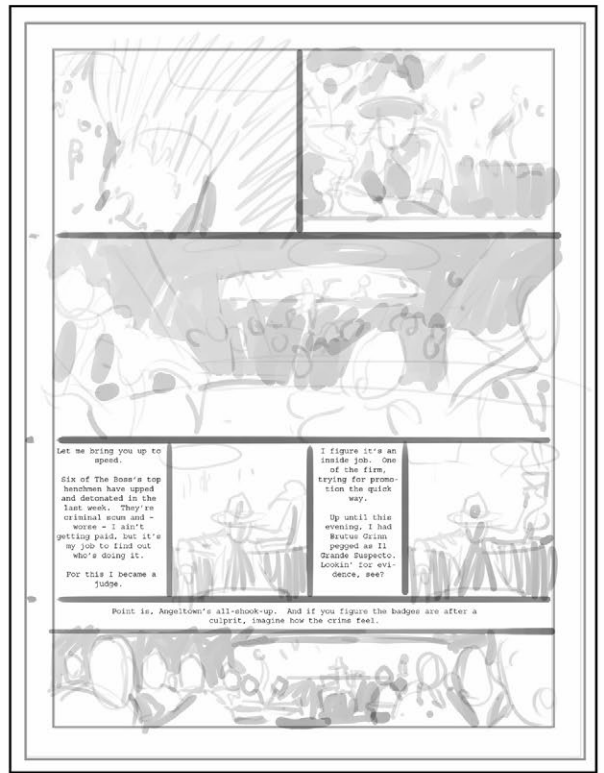 Let me bring you up to
speed.
Six of The Boss's top
henchmen have upped
and detonated in the
last week. They're
criminal scum and -
worse - I ain't
getting paid, but it's
my job to find out
who's doing it.
For this I became a
judge.
I figure it's an
inside job. One
of the firm,
trying for promo-
tion the quick
way.
Up until this
evening, I had
Brutus Grinn
pegged as Il
Grande Suspecto.
Lookin' for evi-
dence, see?
Point is, Angeltown's all-shook-up. And if you figure the badges are after a
culprit, imagine how the crims feel.